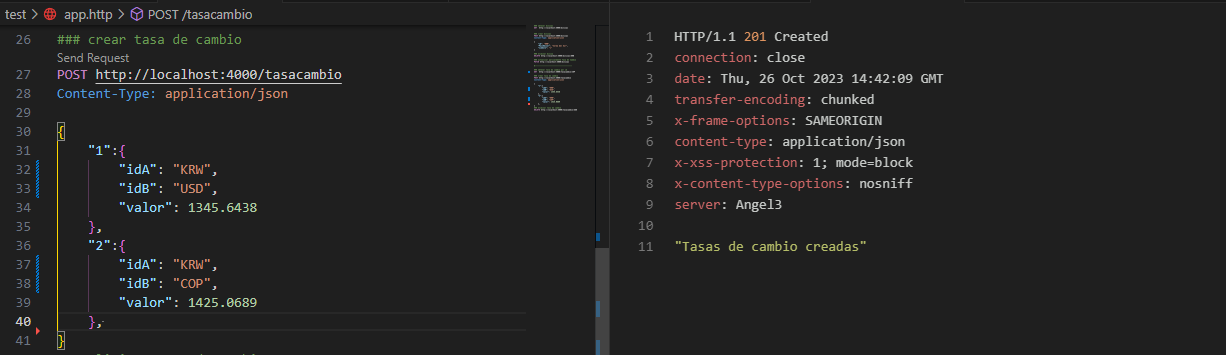 test > app.http > POST /tasacambio
26 ### crear tasa de cambio
Send Request
27 POST http://localhost:4000/tasacambio
28 Content-Type: application/json
29
30 {
31 "1":{
32 "idA": "KRW",
33 "idB": "USD",
34 "valor": 1345.6438
35 },
36 "2":{
37 "idA": "KRW",
38 "idB": "COP",
39 "valor": 1425.0689
40 },
41 }
1 HTTP/1.1 201 Created
2 connection: close
3 date: Thu, 26 Oct 2023 14:42:09 GMT
4 transfer-encoding: chunked
5 x-frame-options: SAMEORIGIN
6 content-type: application/json
7 x-xss-protection: 1; mode=block
8 x-content-type-options: nosniff
9 server: Angel3
10
11 "Tasas de cambio creadas"